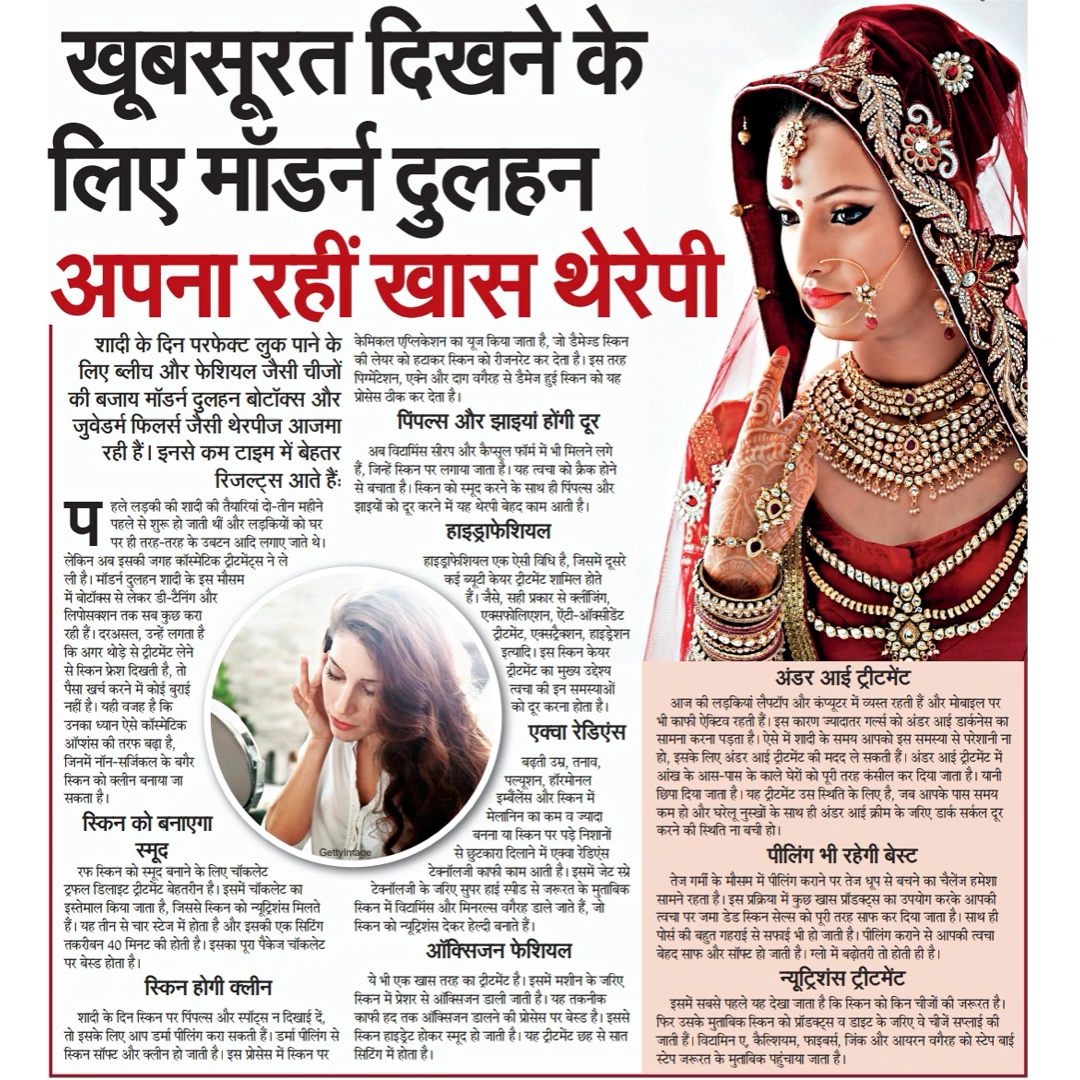 खूबसूरत दिखने के
लिए मॉडर्न दुलहन
अपना रहीं खास थेरेपी
शादी के दिन परफेक्ट लुक पाने के
लिए ब्लीच और फेशियल जैसी चीजों
की बजाय मॉडर्न दुलहन बोटॉक्स और
जुवेडर्म फिलर्स जैसी थेरपीज आजमा
रही हैं। इनसे कम टाइम में बेहतर
रिजल्ट्स आते हैंः
पहले लड़की की शादी की तैयारियां दो-तीन महीने
पहले से शुरू हो जाती थीं और लड़कियों को घर
पर ही तरह-तरह के उबटन आदि लगाए जाते थे।
लेकिन अब इसकी जगह कॉस्मेटिक ट्रीटमेंट्स ने ले
ली है। मॉडर्न दुलहन शादी के इस मौसम
में बोटॉक्स से लेकर डी-टैनिंग और
लिपोसक्शन तक सब कुछ करा
रही हैं। दरअसल, उन्हें लगता है
कि अगर थोड़े से ट्रीटमेंट लेने
से स्किन फ्रेश दिखती है, तो
पैसा खर्च करने में कोई बुराई
नहीं है। यही वजह है कि
उनका ध्यान ऐसे कॉस्मेटिक
ऑप्शंस की तरफ बढ़ा है,
जिनमें नॉन-सर्जिकल के बगैर
स्किन को क्लीन बनाया जा
सकता है।
स्किन को बनाएगा
स्मूद
रफ स्किन को स्मूद बनाने के लिए चॉकलेट
ट्रफल डिलाइट ट्रीटमेंट बेहतरीन है। इसमें चॉकलेट का
इस्तेमाल किया जाता है, जिससे स्किन को न्यूट्रिशंस मिलते
हैं। यह तीन से चार स्टेज में होता है और इसकी एक सिटिंग
तकरीबन 40 मिनट की होती है। इसका पूरा पैकेज चॉकलेट
पर बेस्ड होता है।
स्किन होगी क्लीन
शादी के दिन स्किन पर पिंपल्स और स्पॉट्स न दिखाई दें,
तो इसके लिए आप डर्मा पीलिंग करा सकती हैं। डर्मा पीलिंग से
स्किन सॉफ्ट और क्लीन हो जाती है। इस प्रोसेस में स्किन पर
केमिकल एप्लिकेशन का यूज किया जाता है, जो डैमेज्ड स्किन
की लेयर को हटाकर स्किन को रीजनरेट कर देता है। इस तरह
पिग्मेंटेशन, एक्ने और दाग वगैरह से डैमेज हुई स्किन को यह
प्रोसेस ठीक कर देता है।
पिंपल्स और झाइयां होंगी दूर
अब विटामिंस सीरप और कैप्सूल फॉर्म में भी मिलने लगे
हैं, जिन्हें स्किन पर लगाया जाता है। यह त्वचा को क्रैक होने
से बचाता है। स्किन को स्मूद करने के साथ ही पिंपल्स और
झाइयों को दूर करने में यह थेरपी बेहद काम आती है।
हाइड्राफेशियल
हाइड्राफेशियल एक ऐसी विधि है, जिसमें दूसरे
कई ब्यूटी केयर ट्रीटमेंट शामिल होते
हैं। जैसे, सही प्रकार से क्लींजिंग,
एक्सफोलिएशन, ऐंटी-ऑक्सीडेंट
ट्रीटमेंट, एक्सट्रैक्शन, हाइड्रेशन
इत्यादि। इस स्किन केयर
ट्रीटमेंट का मुख्य उद्देश्य
त्वचा की इन समस्याओं
को दूर करना होता है।
एक्वा रेडिएंस
बढ़ती उम्र, तनाव,
पल्यूशन, हॉरमोनल
इम्बैलेंस और स्किन में
मेलानिन का कम व ज्यादा
बनना या स्किन पर पड़े निशानों
से छुटकारा दिलाने में एक्वा रेडिएंस
टेक्नॉलजी काफी काम आती है। इसमें जेट स्प्रे
टेक्नॉलजी के जरिए सुपर हाई स्पीड से जरूरत के मुताबिक
स्किन में विटामिंस और मिनरल्स वगैरह डाले जाते हैं, जो
स्किन को न्यूट्रिशंस देकर हेल्दी बनाते हैं।
ऑक्सिजन फेशियल
ये भी एक खास तरह का ट्रीटमेंट है। इसमें मशीन के जरिए
स्किन में प्रेशर से ऑक्सिजन डाली जाती है। यह तकनीक
काफी हद तक ऑक्सिजन डालने की प्रोसेस पर बेस्ड है। इससे
स्किन हाइड्रेट होकर स्मूद हो जाती है। यह ट्रीटमेंट छह से सात
सिटिंग में होता है।
GettyImage
अंडर आई ट्रीटमेंट
आज की लड़कियां लैपटॉप और कंप्यूटर में व्यस्त रहती हैं और मोबाइल पर
भी काफी ऐक्टिव रहती हैं। इस कारण ज्यादातर गर्ल्स को अंडर आई डार्कनेस का
सामना करना पड़ता है। ऐसे में शादी के समय आपको इस समस्या से परेशानी ना
हो, इसके लिए अंडर आई ट्रीटमेंट की मदद ले सकती हैं। अंडर आई ट्रीटमेंट में
आंख के आस-पास के काले घेरों को पूरी तरह कंसील कर दिया जाता है। यानी
छिपा दिया जाता है। यह ट्रीटमेंट उस स्थिति के लिए है, जब आपके पास समय
कम हो और घरेलू नुस्खों के साथ ही अंडर आई क्रीम के जरिए डार्क सर्कल दूर
करने की स्थिति ना बची हो।
पीलिंग भी रहेगी बेस्ट
तेज गर्मी के मौसम में पीलिंग कराने पर तेज धूप से बचने का चैलेंज हमेशा
सामने रहता है। इस प्रक्रिया में कुछ खास प्रॉडक्ट्स का उपयोग करके आपकी
त्वचा पर जमा डेड स्किन सेल्स को पूरी तरह साफ कर दिया जाता है। साथ ही
पोर्स की बहुत गहराई से सफाई भी हो जाती है। पीलिंग कराने से आपकी त्वचा
बेहद साफ और सॉफ्ट हो जाती है। ग्लो में बढ़ोतरी तो होती ही है।
न्यूट्रिशंस ट्रीटमेंट
इसमें सबसे पहले यह देखा जाता है कि स्किन को किन चीजों की जरूरत है।
फिर उसके मुताबिक स्किन को प्रॉडक्ट्स व डाइट के जरिए वे चीजें सप्लाई की
जाती हैं। विटामिन ए, कैल्शियम, फाइबर्स, जिंक और आयरन वगैरह को स्टेप बाई
स्टेप जरूरत के मुताबिक पहुंचाया जाता है।